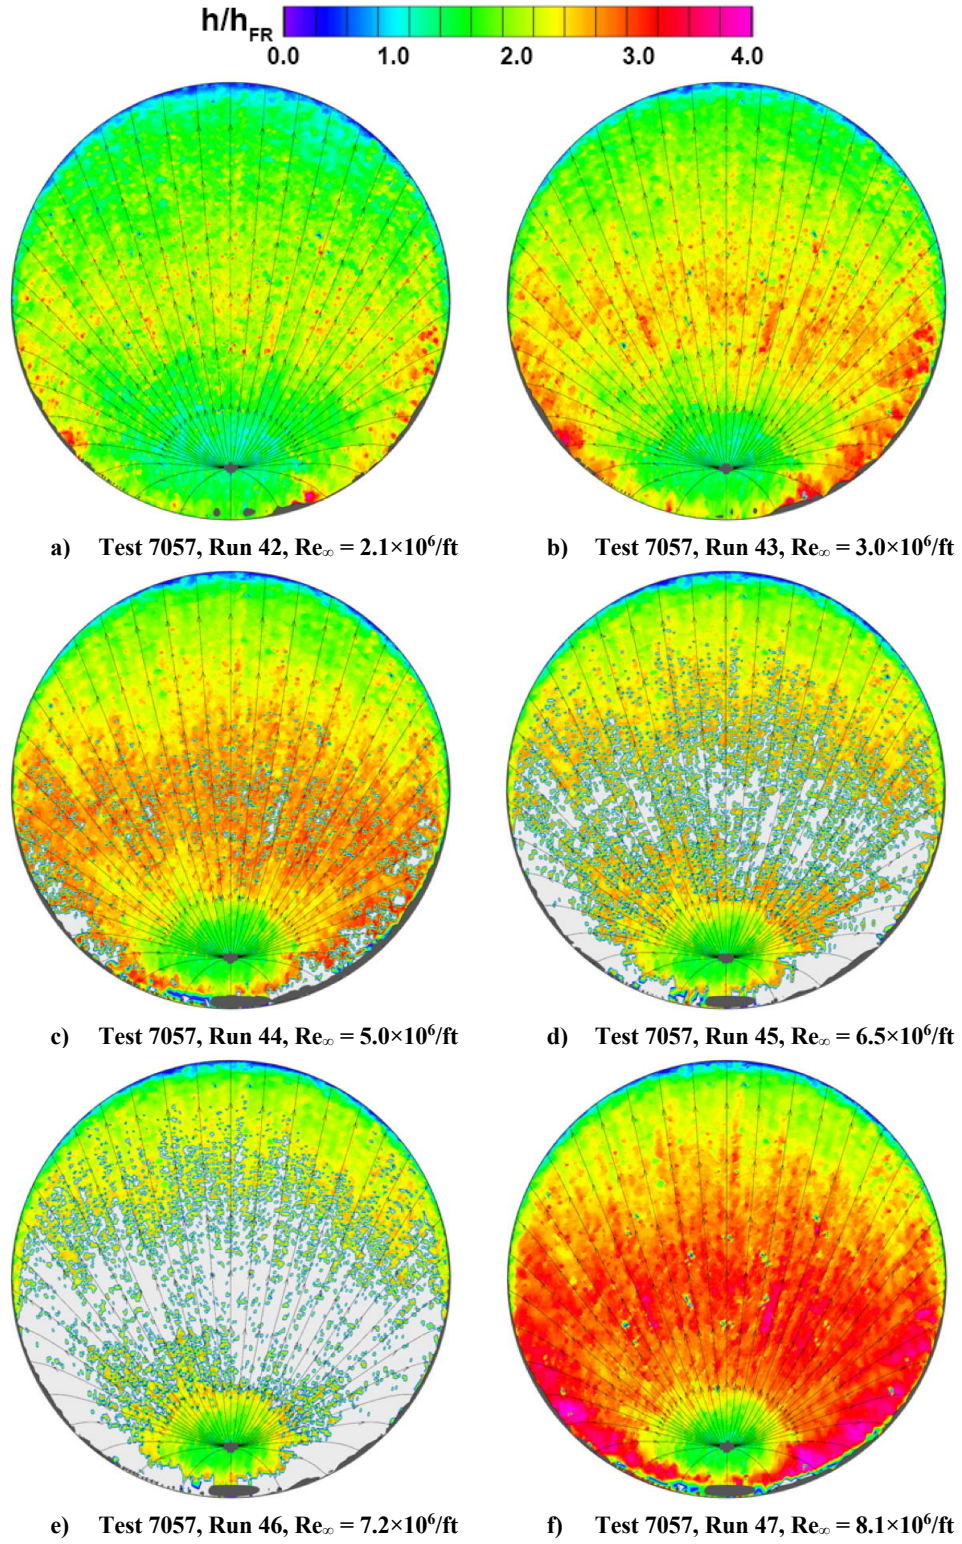 h/hFR
0.0 1.0 2.0 3.0 4.0
a) Test 7057, Run 42, Re∞ = 2.1×10⁶/ft
b) Test 7057, Run 43, Re∞ = 3.0×10⁶/ft
c) Test 7057, Run 44, Re∞ = 5.0×10⁶/ft
d) Test 7057, Run 45, Re∞ = 6.5×10⁶/ft
e) Test 7057, Run 46, Re∞ = 7.2×10⁶/ft
f) Test 7057, Run 47, Re∞ = 8.1×10⁶/ft